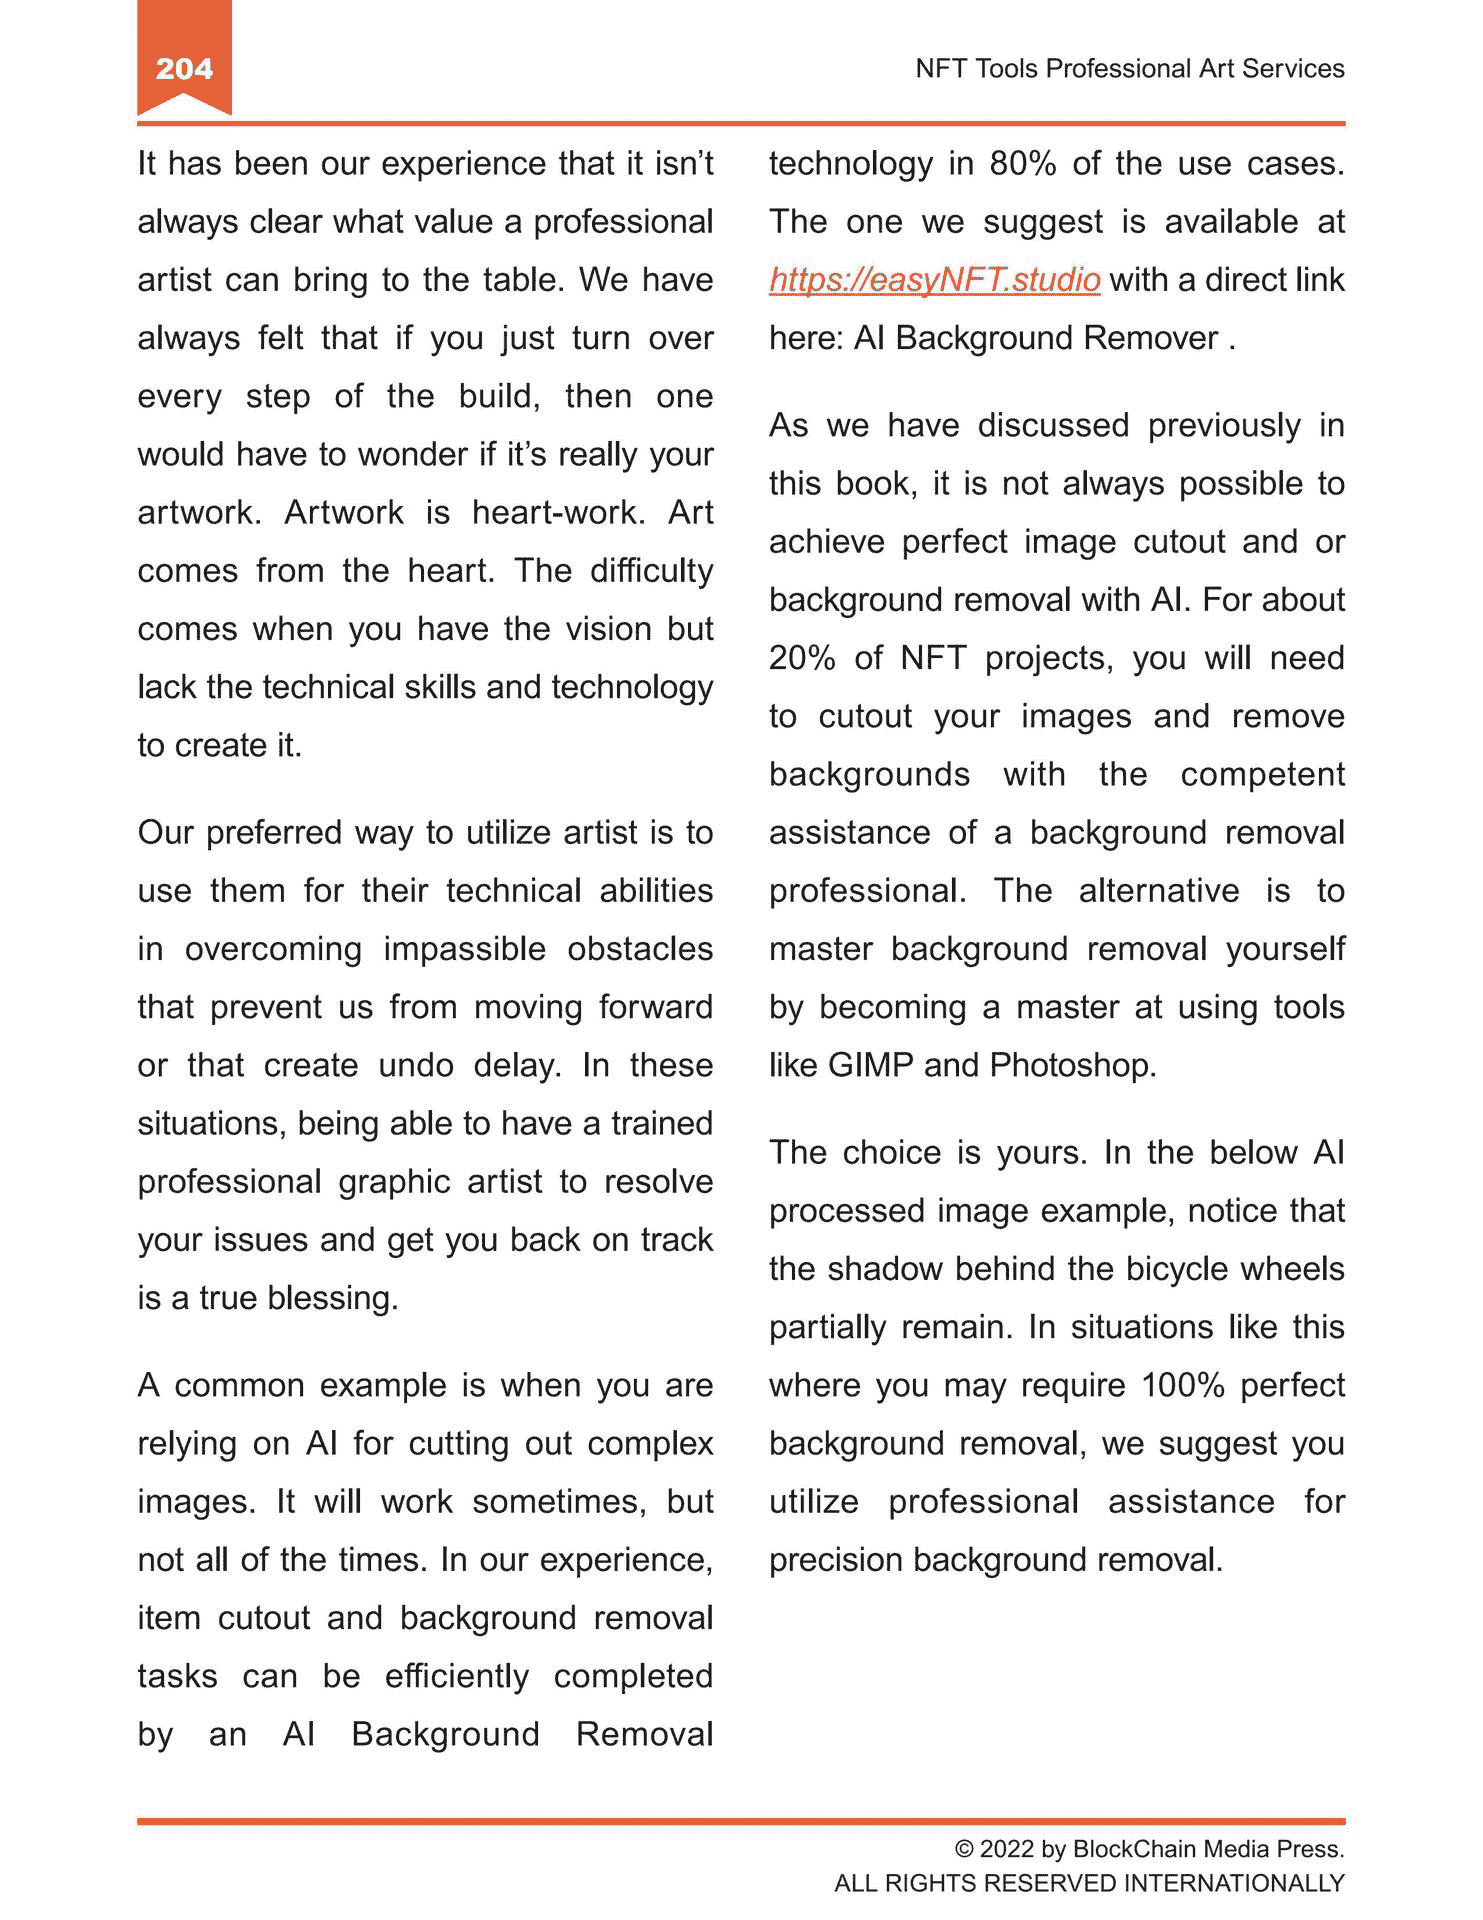 204
NFT Tools Professional Art Services
It has been our experience that it isn’t
always clear what value a professional
artist can bring to the table. We have
always felt that if you just turn over
every step of the build, then one
would have to wonder if it’s really your
artwork. Artwork is heart-work. Art
comes from the heart. The difficulty
comes when you have the vision but
lack the technical skills and technology
to create it.
Our preferred way to utilize artist is to
use them for their technical abilities
in overcoming impassible obstacles
that prevent us from moving forward
or that create undo delay. In these
situations, being able to have a trained
professional graphic artist to resolve
your issues and get you back on track
is a true blessing.
A common example is when you are
relying on AI for cutting out complex
images. It will work sometimes, but
not all of the times. In our experience,
item cutout and background removal
tasks can be efficiently completed
by an AI Background Removal
technology in 80% of the use cases.
The one we suggest is available at
https://easyNFT.studio with a direct link
here: AI Background Remover .
As we have discussed previously in
this book, it is not always possible to
achieve perfect image cutout and or
background removal with AI. For about
20% of NFT projects, you will need
to cutout your images and remove
backgrounds with the competent
assistance of a background removal
professional. The alternative is to
master background removal yourself
by becoming a master at using tools
like GIMP and Photoshop.
The choice is yours. In the below AI
processed image example, notice that
the shadow behind the bicycle wheels
partially remain. In situations like this
where you may require 100% perfect
background removal, we suggest you
utilize professional assistance for
precision background removal.
© 2022 by BlockChain Media Press.
ALL RIGHTS RESERVED INTERNATIONALLY